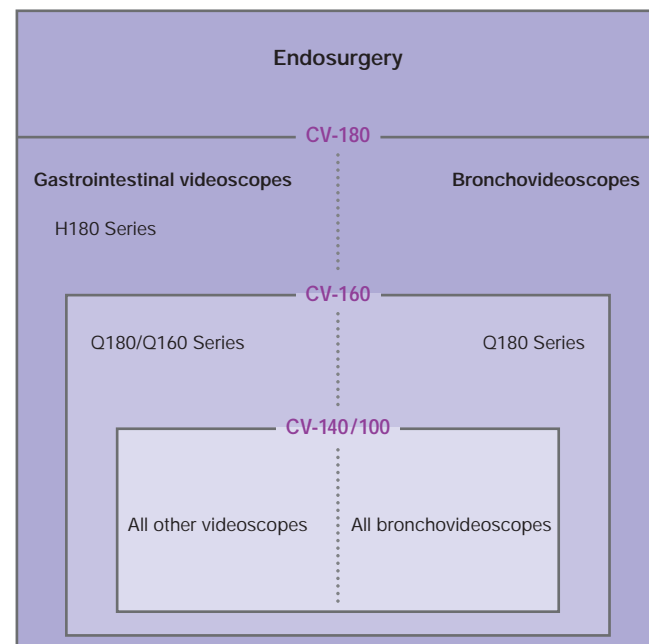 Endosurgery
CV-180
Gastrointestinal videoscopes
Bronchovideoscopes
H180 Series
CV-160
Q180/Q160 Series
Q180 Series
CV-140/100
All other videoscopes
All bronchovideoscopes